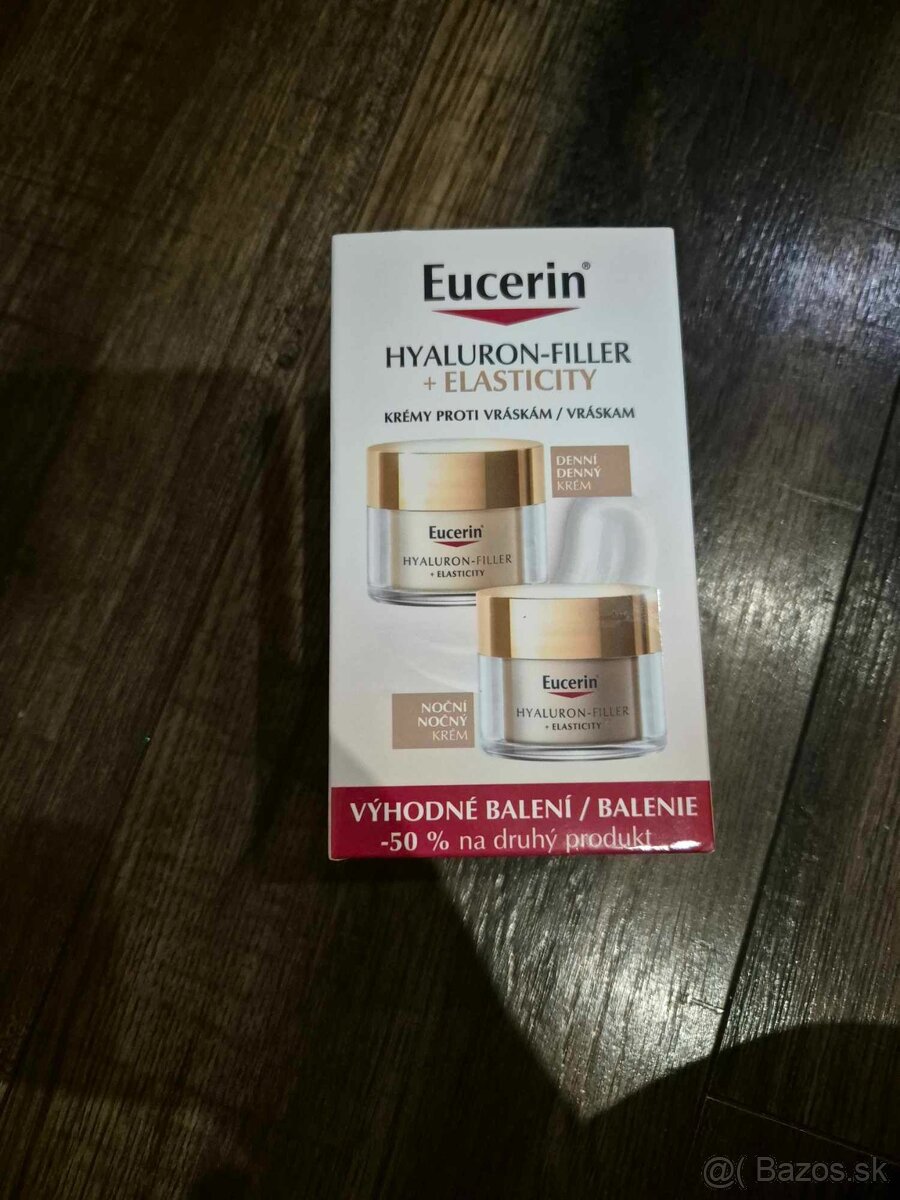 Eucerin®
HYALURON-FILLER
+ ELASTICITY
KRÉMY PROTI VRÁSKÁM / VRÁSKAM
DENNÍ
DENNÝ
KRÉM
Eucerin®
HYALURON-FILLER
+ ELASTICITY
Eucerin®
HYALURON-FILLER
+ ELASTICITY
NOČNÍ
NOČNÝ
KRÉM
VÝHODNÉ BALENÍ / BALENIE
-50 % na druhý produkt
@( Bazos.sk